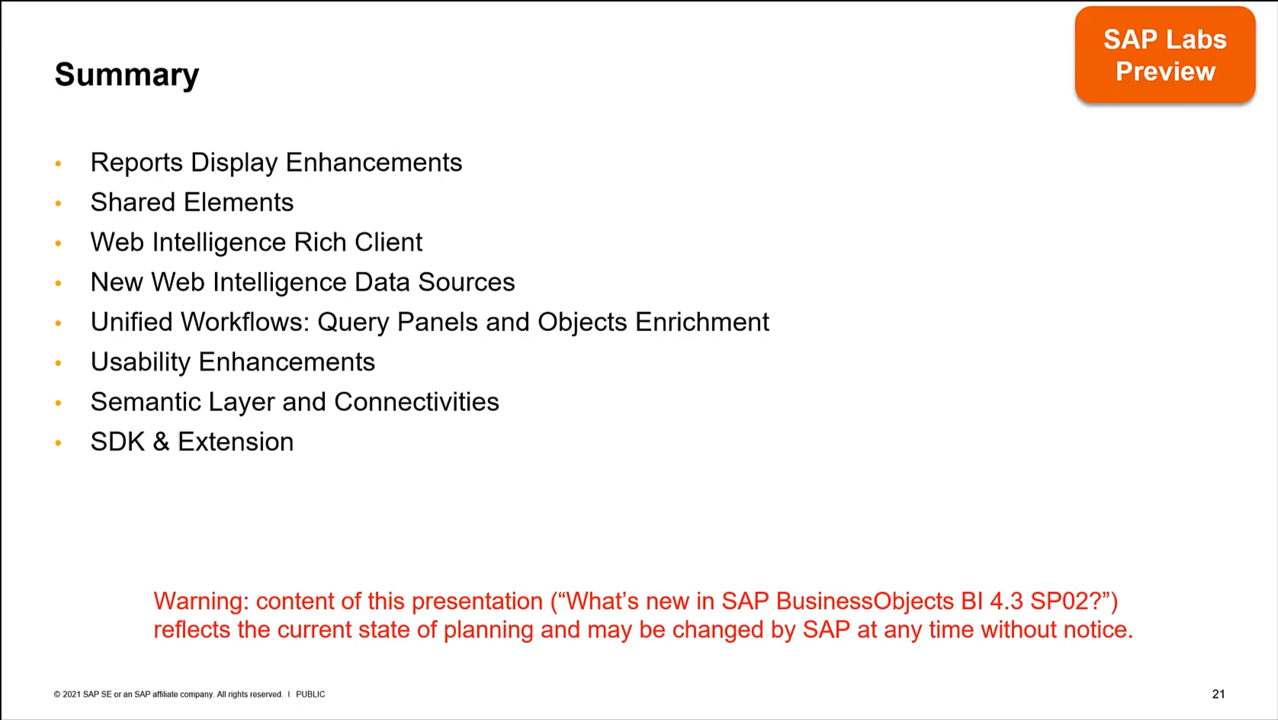 SAP Labs
Preview
Summary
• Reports Display Enhancements
• Shared Elements
• Web Intelligence Rich Client
• New Web Intelligence Data Sources
• Unified Workflows: Query Panels and Objects Enrichment
• Usability Enhancements
• Semantic Layer and Connectivities
• SDK & Extension
Warning: content of this presentation (“What’s new in SAP BusinessObjects BI 4.3 SP02?”)
reflects the current state of planning and may be changed by SAP at any time without notice.
© 2021 SAP SE or an SAP affiliate company. All rights reserved. I PUBLIC
21